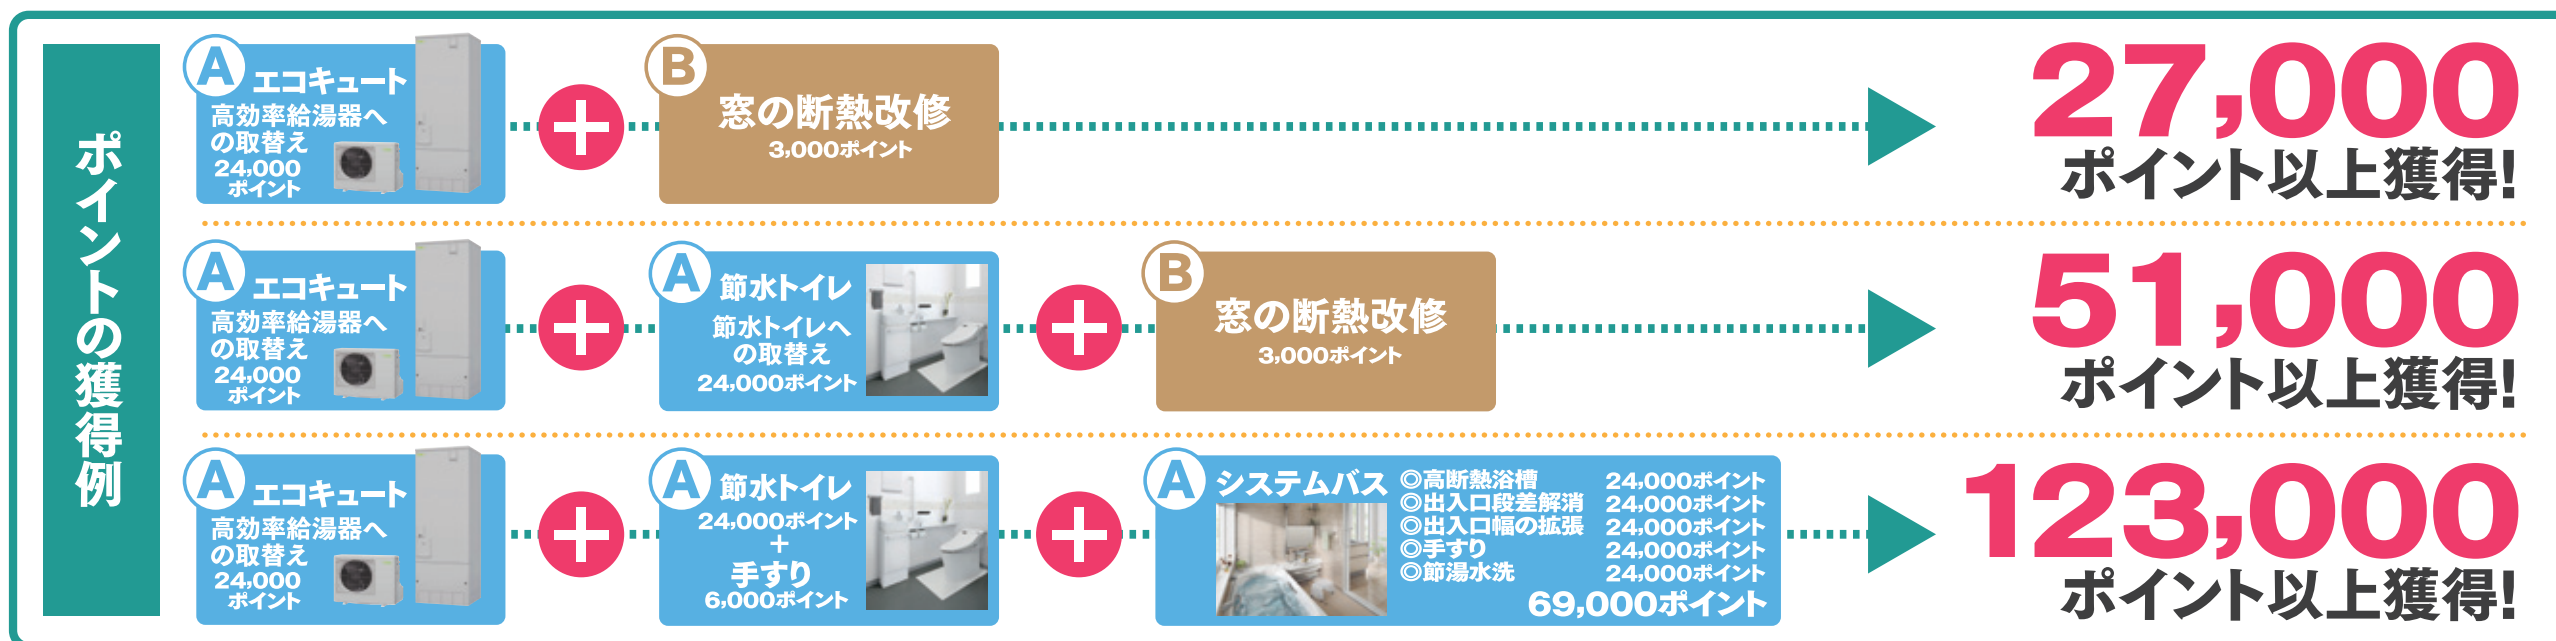 ポイントの獲得例
A
エコキュート
高効率給湯器へ
の取替え
24,000
ポイント
+
B
窓の断熱改修
3,000ポイント
27,000
ポイント以上獲得!
A
エコキュート
高効率給湯器へ
の取替え
24,000
ポイント
+
A
節水トイレ
節水トイレへ
の取替え
24,000ポイント
+
B
窓の断熱改修
3,000ポイント
51,000
ポイント以上獲得!
A
エコキュート
高効率給湯器へ
の取替え
24,000
ポイント
+
A
節水トイレ
24,000ポイント
+
手すり
6,000ポイント
+
A
システムバス
◎高断熱浴槽 24,000ポイント
◎出入口段差解消 24,000ポイント
◎出入口幅の拡張 24,000ポイント
◎手すり 24,000ポイント
◎節湯水洗 24,000ポイント
69,000ポイント
123,000
ポイント以上獲得!